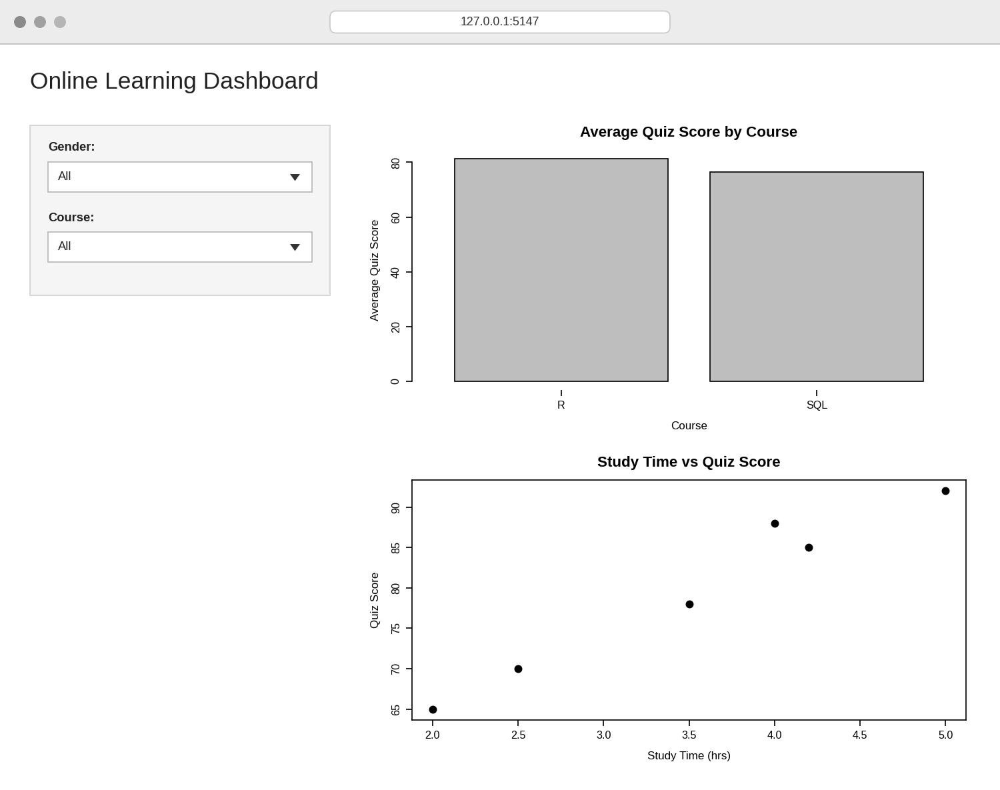 127.0.0.1:5147
Online Learning Dashboard
Gender:
All
Course:
All
Average Quiz Score by Course
Average Quiz Score
80
60
40
20
0
R SQL
Course
Study Time vs Quiz Score
Quiz Score
90
85
80
75
70
65
2.0 2.5 3.0 3.5 4.0 4.5 5.0
Study Time (hrs)